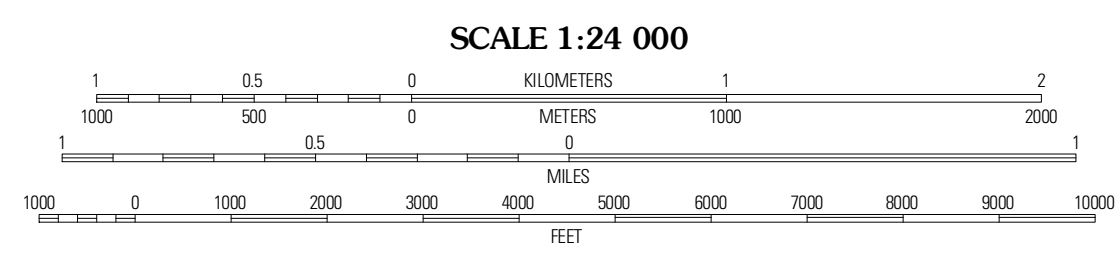 SCALE 1:24 000
1 0.5 0 KILOMETERS 1 2
1000 500 0 METERS 1000 2000
1 0.5 0 1
MILES
1000 0 1000 2000 3000 4000 5000 6000 7000 8000 9000 10000
FEET